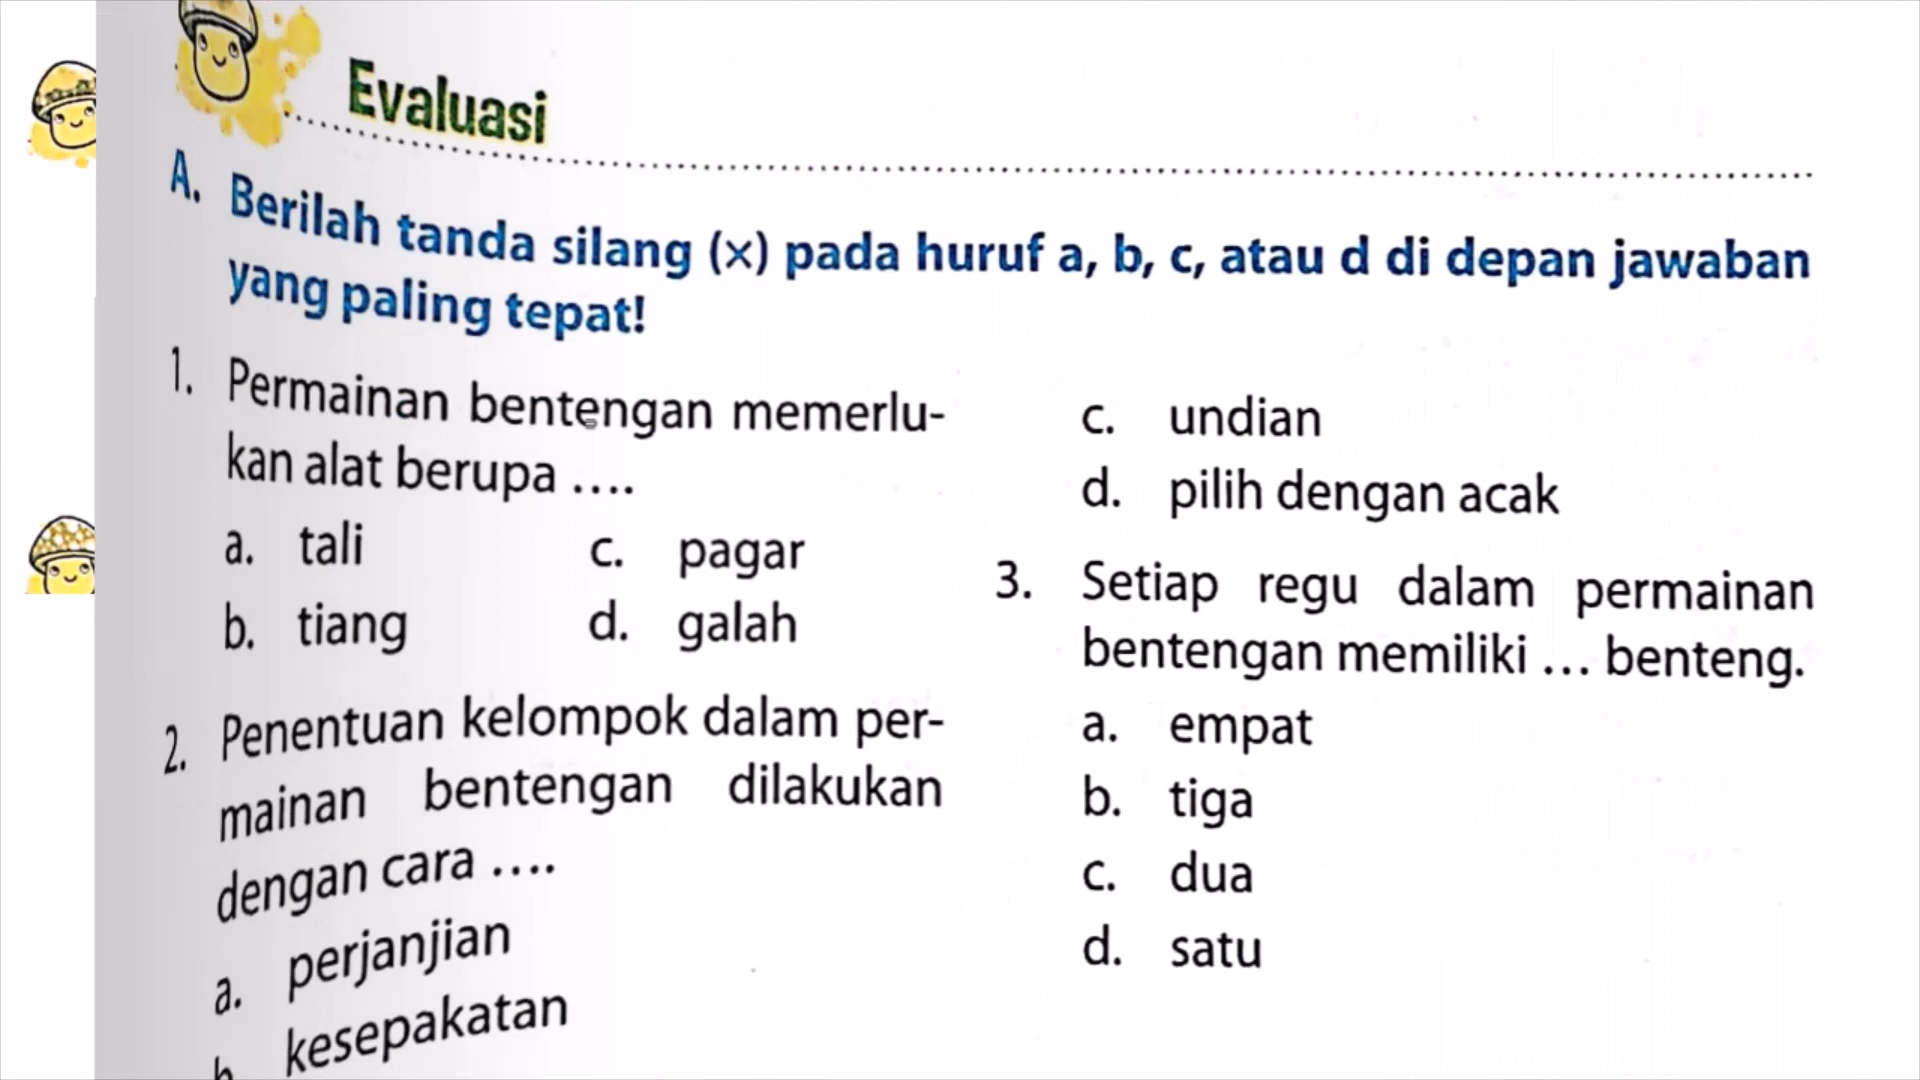 Evaluasi
A. Berilah tanda silang (×) pada huruf a, b, c, atau d di depan jawaban
yang paling tepat!
1. Permainan bentengan memerlu-
kan alat berupa ....
a. tali c. pagar
b. tiang d. galah
2. Penentuan kelompok dalam per-
mainan bentengan dilakukan
dengan cara ....
a. perjanjian
b kesepakatan
c. undian
d. pilih dengan acak
3. Setiap regu dalam permainan
bentengan memiliki ... benteng.
a. empat
b. tiga
c. dua
d. satu